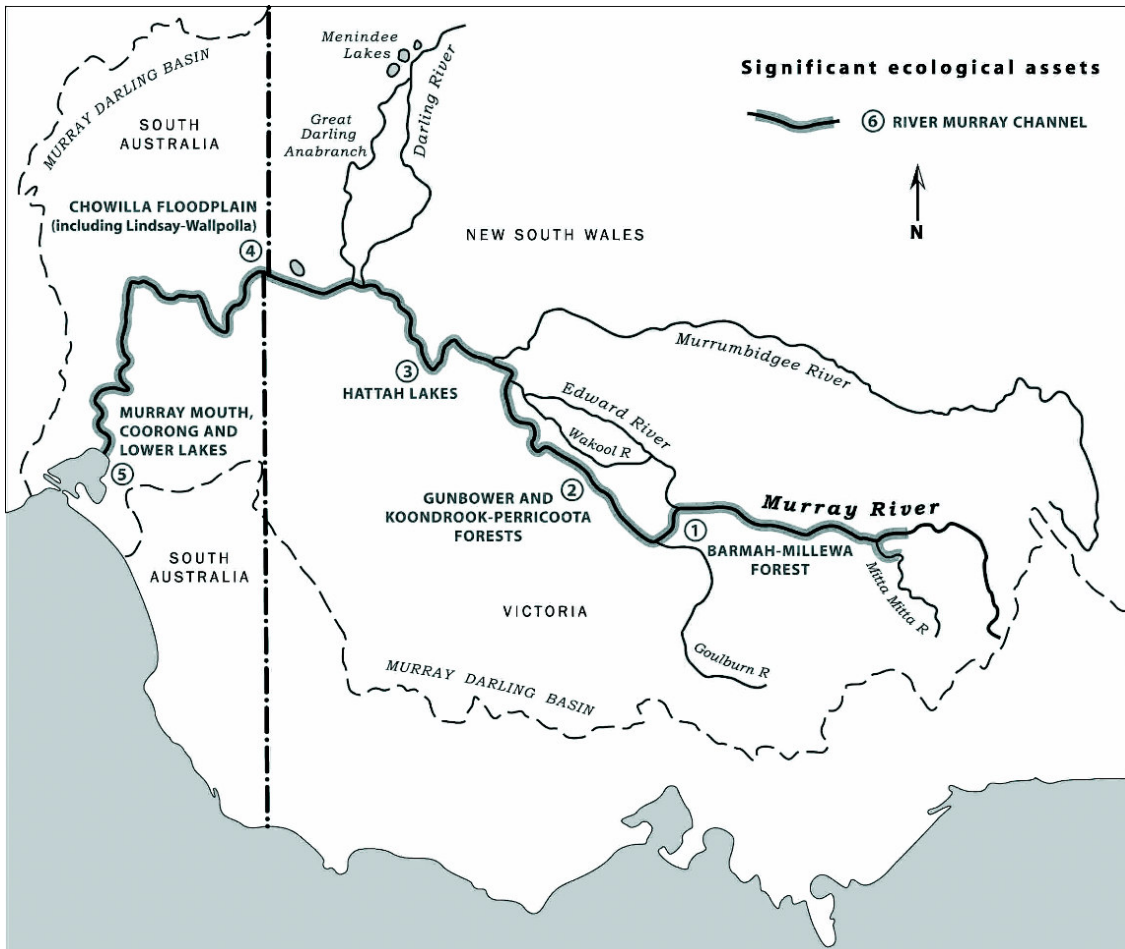 Menindee
Lakes
MURRAY DARLING BASIN
SOUTH
AUSTRALIA
Great
Darling
Anabranch
Darling River
Significant ecological assets
⑥ RIVER MURRAY CHANNEL
N
CHOWILLA FLOODPLAIN
(including Lindsay-Wallpolla)
④
NEW SOUTH WALES
Murrumbidgee River
③
HATTAH LAKES
Edward River
Wakool R
MURRAY MOUTH,
COORONG AND
LOWER LAKES
⑤
②
GUNBOWER AND
KOONDROOK-PERRICOOTA
FORESTS
Murray River
①
BARMAH-MILLEWA
FOREST
SOUTH
AUSTRALIA
Mitta Mitta R
VICTORIA
Goulburn R
MURRAY DARLING BASIN